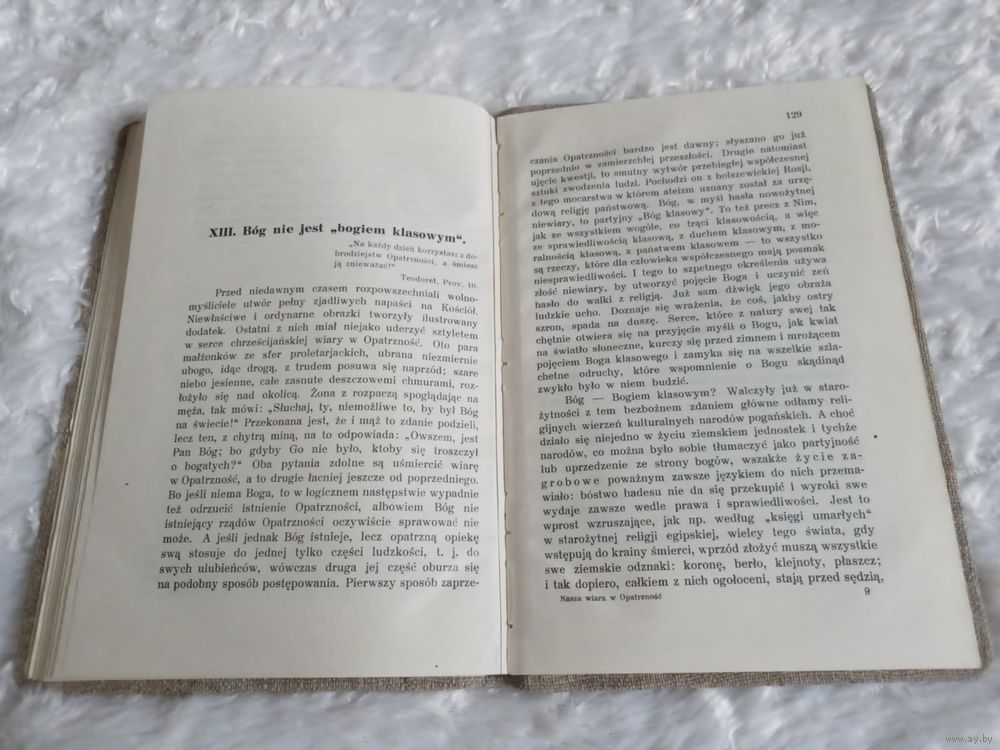 XIII. Bóg nie jest „bogiem klasowym“.
„Na każdy dzień korzystasz z do-
brodziejstw Opatrzności, a śmiesz
ją znieważać!“
Teodoret, Prov. 10.
Przed niedawnym czasem rozpowszechniali wolno-
myśliciele utwór pełny zjadliwych napaści na Kościół.
Niewłaściwe i ordynarne obrazki tworzyły ilustrowany
dodatek. Ostatni z nich miał niejako uderzyć sztyletem
w serce chrześcijańskiej wiary w Opatrzność. Oto para
małżonków ze sfer proletarjackich, ubrana niezmiernie
ubogo, idąc drogą, z trudem posuwa się naprzód; szare
niebo jesienne, całe zasnute deszczowemi chmurami, roz-
łożyło się nad okolicą. Żona z rozpaczą spoglądając na
męża, tak mówi: „Słuchaj, ty, niemożliwe to, by był Bóg
na świecie!“ Przekonana jest, że i mąż to zdanie podzieli,
lecz ten, z chytrą miną, na to odpowiada: „Owszem, jest
Pan Bóg; bo gdyby Go nie było, ktoby się troszczył
o bogatych?“ Oba pytania zdolne są uśmiercić wiarę
w Opatrzność, a to drugie łacniej jeszcze od poprzedniego.
Bo jeśli niema Boga, to w logicznem następstwie wypadnie
też odrzucić istnienie Opatrzności, albowiem Bóg nie
istniejący rządów Opatrzności oczywiście sprawować nie
może. A jeśli jednak Bóg istnieje, lecz opatrzną opiekę
swą stosuje do jednej tylko części ludzkości, t. j. do
swych ulubieńców, wówczas druga jej część oburza się
na podobny sposób postępowania. Pierwszy sposób zaprze-
129
czania Opatrzności bardzo jest dawny; słyszano go już
poprzednio w zamierzchłej przeszłości. Drugie natomiast
ujęcie kwestji, to smutny wytwór przebiegłej współczesnej
sztuki zwodzenia ludzi. Pochodzi on z bolszewickiej Rosji,
z tego mocarstwa w którem ateizm uznany został za urzę-
dową religję państwową. Bóg, w myśl hasła nowożytnej
niewiary, to partyjny „Bóg klasowy“. To też precz z Nim,
jak ze wszystkiem wogóle, co trąci klasowością, a więc
ze sprawiedliwością klasową, z duchem klasowym, z mo-
ralnością klasową, z państwem klasowem — to wszystko
są rzeczy, które dla człowieka współczesnego mają posmak
niesprawiedliwości. I tego to szpetnego określenia używa
złość niewiary, by utworzyć pojęcie Boga i uczynić zeń
hasło do walki z religją. Już sam dźwięk jego obraża
ludzkie ucho. Doznaje się wrażenia, że coś, jakby ostry
szron, spada na duszę. Serce, które z natury swej tak
chętnie otwiera się na przyjęcie myśli o Bogu, jak kwiat
na światło słoneczne, kurczy się przed zimnem i mrożącem
pojęciem Boga klasowego i zamyka się na wszelkie szla-
chetne odruchy, które wspomnienie o Bogu skądinąd
zwykło było w niem budzić.
Bóg — Bogiem klasowym? Walczyły już w staro-
żytności z tem bezbożnem zdaniem główne odłamy reli-
gijnych wierzeń kulturalnych narodów pogańskich. A choć
działo się niejedno w życiu ziemskiem jednostek i tychże
narodów, co można było sobie tłumaczyć jako partyjność
lub uprzedzenie ze strony bogów, wszakże życie za-
grobowe poważnym zawsze językiem do nich przema-
wiało: bóstwo hadesu nie da się przekupić i wyroki swe
wydaje zawsze wedle prawa i sprawiedliwości. Jest to
wprost wzruszające, jak np. według „księgi umarłych“
w starożytnej religji egipskiej, wielcy tego świata, gdy
wstępują do krainy śmierci, wprzód złożyć muszą wszystkie
swe ziemskie odznaki: koronę, berło, klejnoty, płaszcz;
i tak dopiero, całkiem z nich ogołoceni, stają przed sędzią,
Nasza wiara w Opatrzność 9
www.ay.by